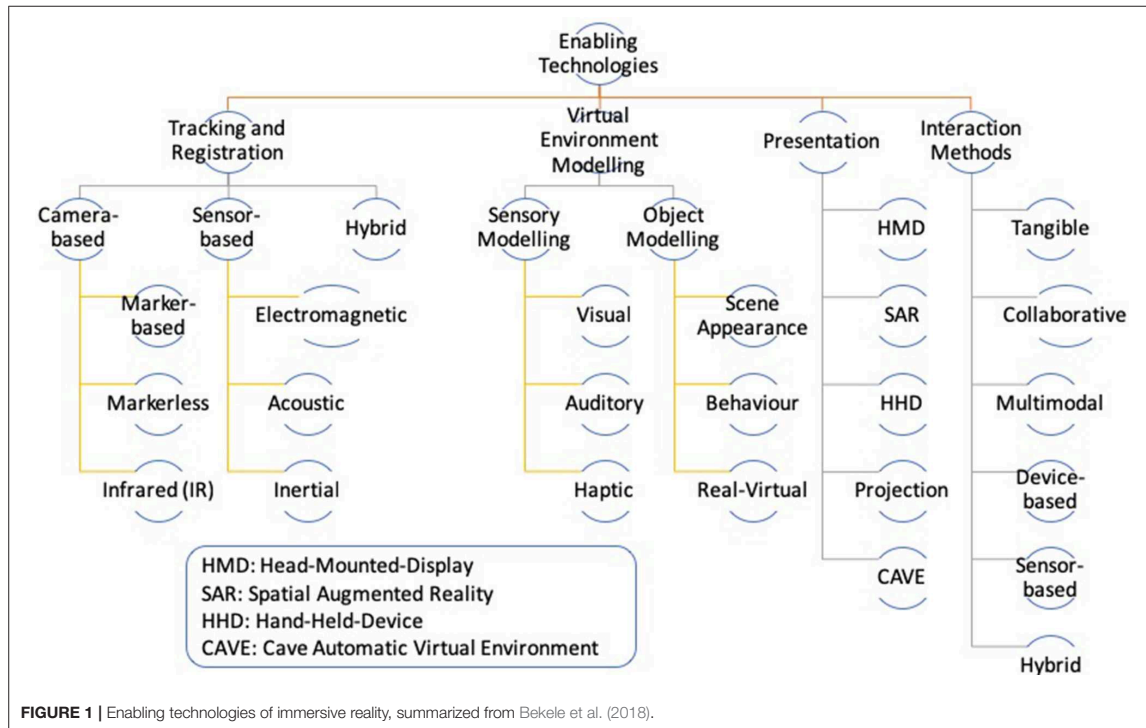 Enabling
Technologies
Tracking and
Registration
Virtual
Environment
Modelling
Presentation
Interaction
Methods
Camera-
based
Sensor-
based
Hybrid
Sensory
Modelling
Object
Modelling
HMD
Tangible
Marker-
based
Electromagnetic
Visual
Scene
Appearance
SAR
Collaborative
Markerless
Acoustic
Auditory
Behaviour
HHD
Multimodal
Infrared (IR)
Inertial
Haptic
Real-Virtual
Projection
Device-
based
CAVE
Sensor-
based
Hybrid
HMD: Head-Mounted-Display
SAR: Spatial Augmented Reality
HHD: Hand-Held-Device
CAVE: Cave Automatic Virtual Environment
FIGURE 1 | Enabling technologies of immersive reality, summarized from Bekele et al. (2018).